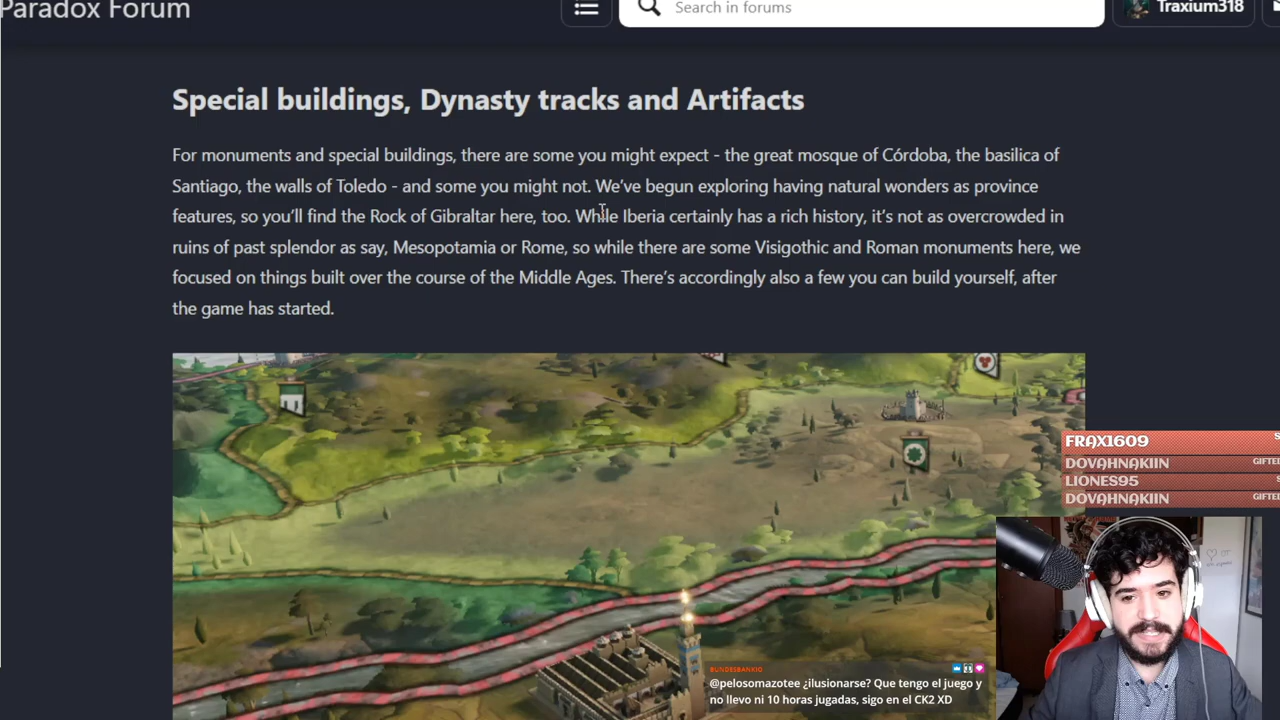 Paradox Forum
Search in forums
Traxium318
Special buildings, Dynasty tracks and Artifacts
For monuments and special buildings, there are some you might expect - the great mosque of Córdoba, the basilica of
Santiago, the walls of Toledo - and some you might not. We’ve begun exploring having natural wonders as province
features, so you’ll find the Rock of Gibraltar here, too. While Iberia certainly has a rich history, it’s not as overcrowded in
ruins of past splendor as say, Mesopotamia or Rome, so while there are some Visigothic and Roman monuments here, we
focused on things built over the course of the Middle Ages. There’s accordingly also a few you can build yourself, after
the game has started.
FRAX1609 S
DOVAHNAKIIN GIFTED
LIONES95 S
DOVAHNAKIIN GIFTED
BUNDESBANKIO
@pelosomazotee ¿ilusionarse? Que tengo el juego y
no llevo ni 10 horas jugadas, sigo en el CK2 XD